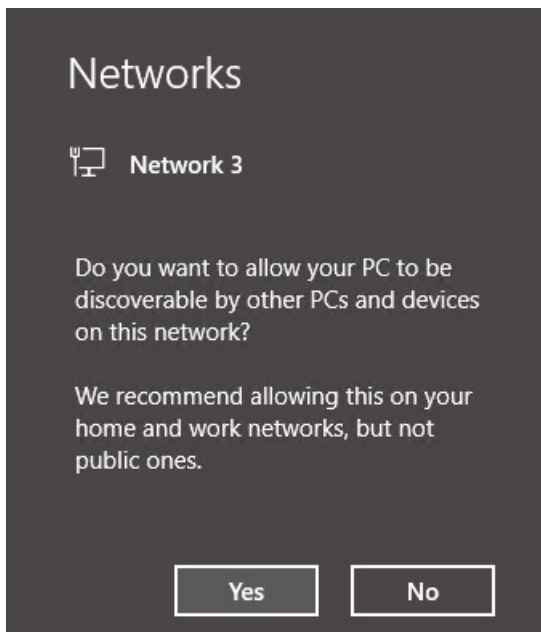 Networks
Network 3
Do you want to allow your PC to be
discoverable by other PCs and devices
on this network?
We recommend allowing this on your
home and work networks, but not
public ones.
Yes No